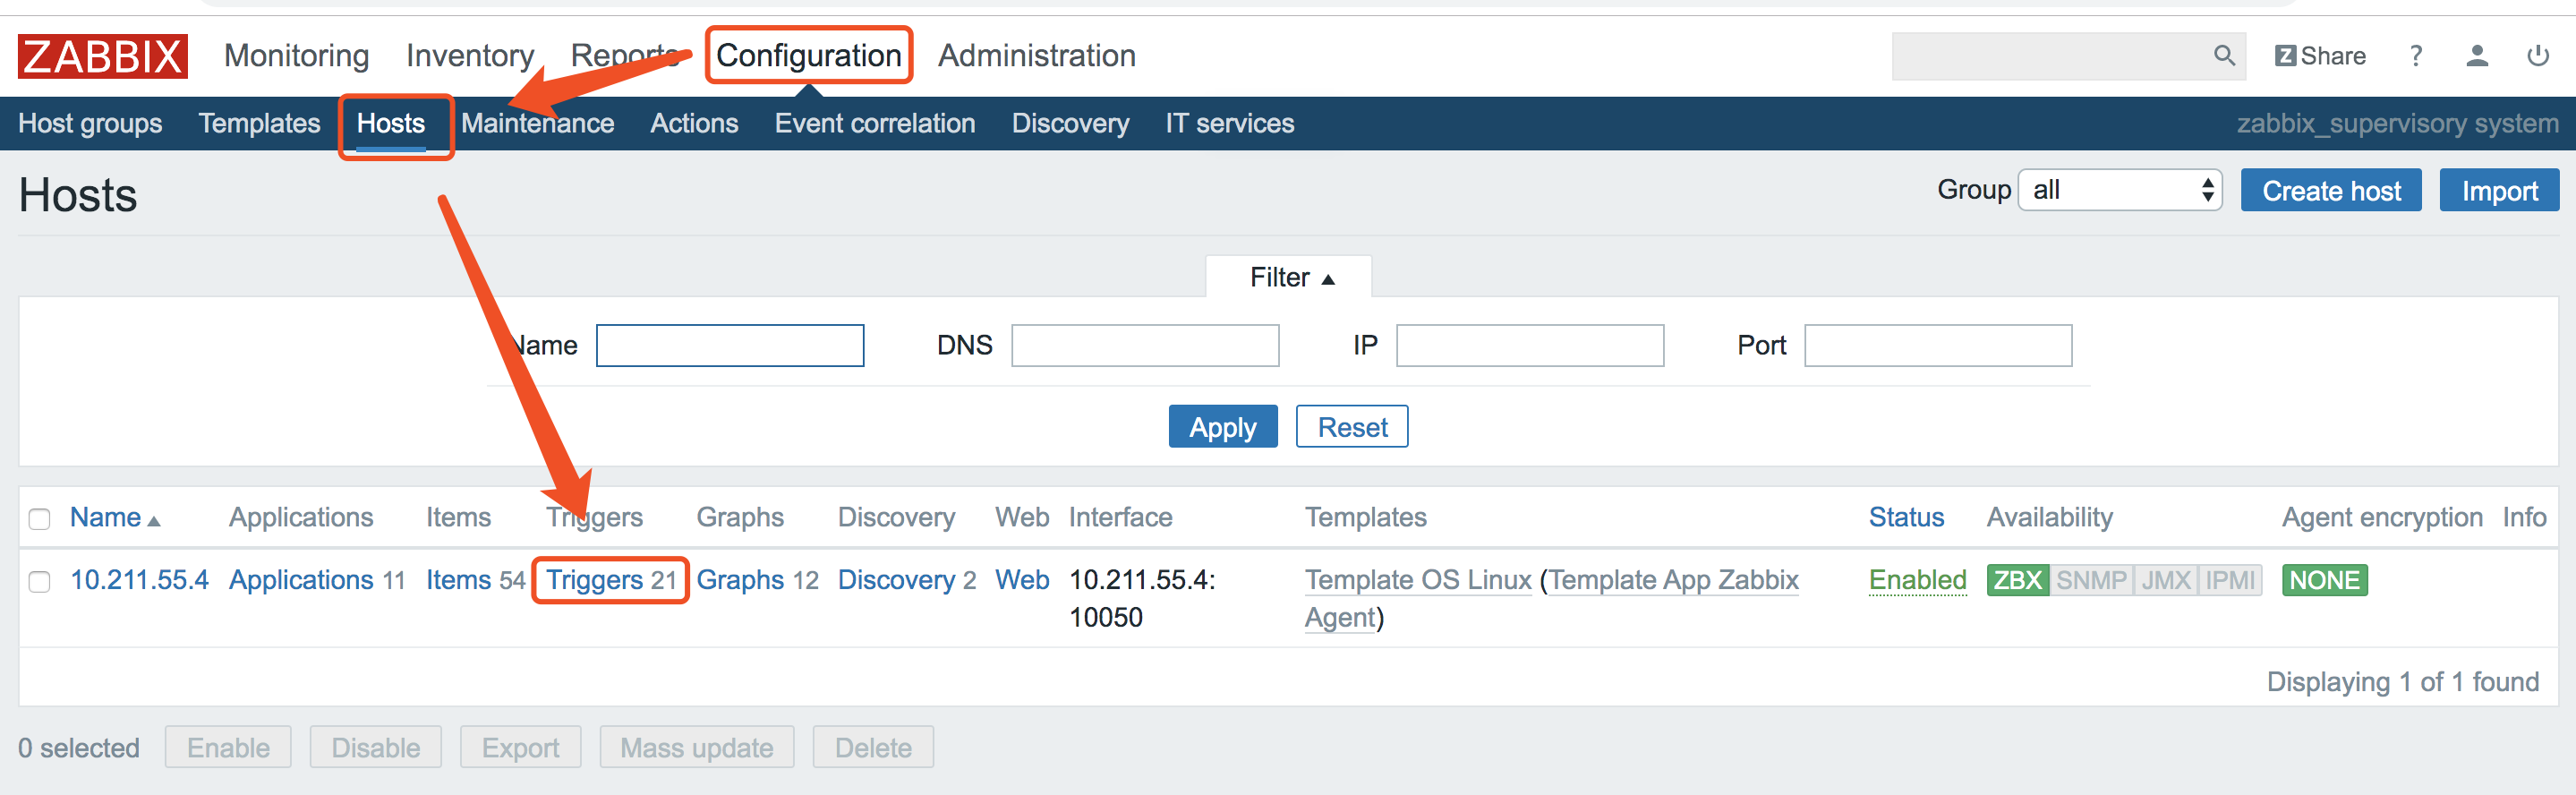 ZABBIX Monitoring Inventory Reports Configuration Administration Z Share ?
Host groups Templates Hosts Maintenance Actions Event correlation Discovery IT services zabbix_supervisory system
Hosts Group all Create host Import
Filter ▲
Name DNS IP Port
Apply Reset
Name ▲ Applications Items Triggers Graphs Discovery Web Interface Templates Status Availability Agent encryption Info
10.211.55.4 Applications 11 Items 54 Triggers 21 Graphs 12 Discovery 2 Web 10.211.55.4: Template OS Linux (Template App Zabbix Enabled ZBX SNMP JMX IPMI NONE
10050 Agent)
Displaying 1 of 1 found
0 selected Enable Disable Export Mass update Delete